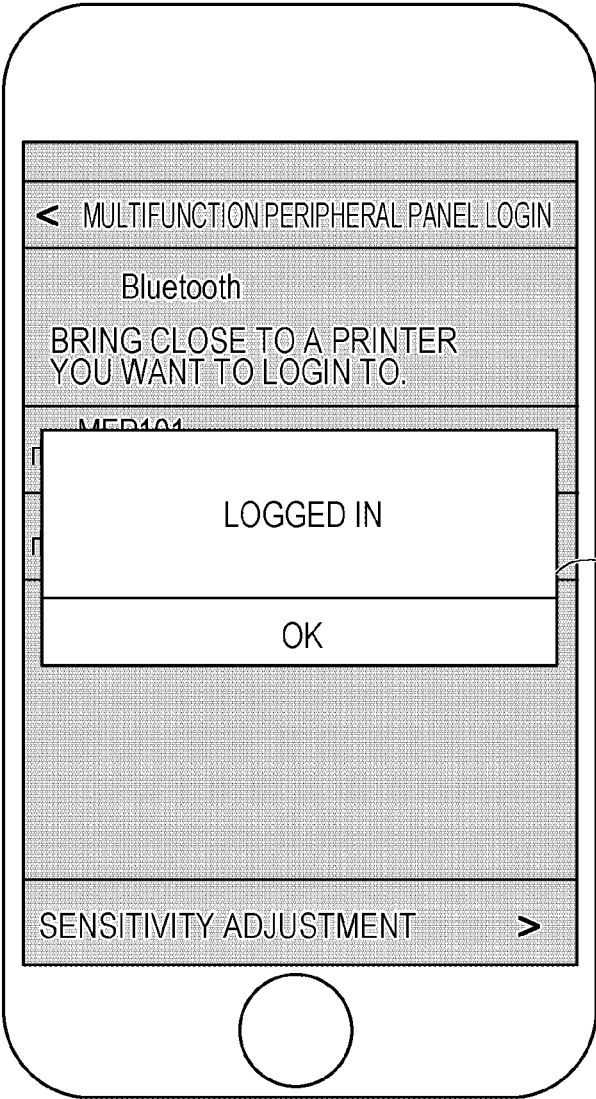 < MULTIFUNCTION PERIPHERAL PANEL LOGIN
Bluetooth
BRING CLOSE TO A PRINTER
YOU WANT TO LOGIN TO.
MFP101
LOGGED IN
OK
SENSITIVITY ADJUSTMENT >